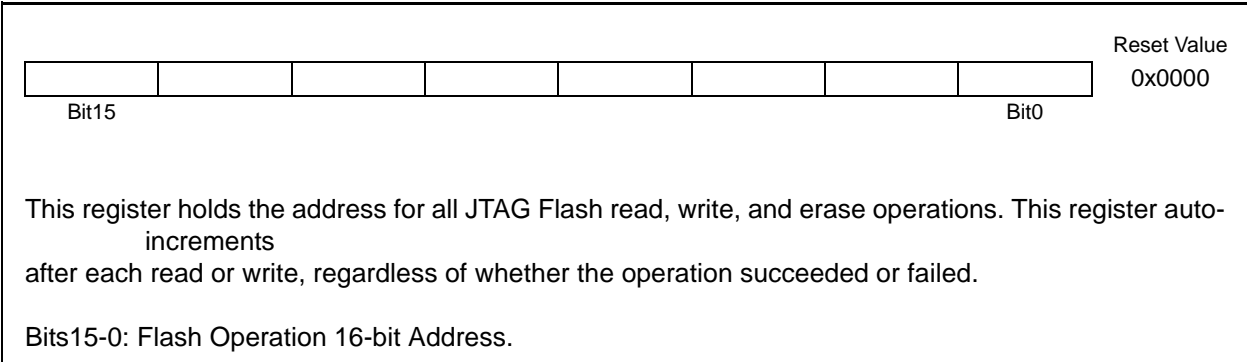 Reset Value
0x0000
Bit15 Bit0
This register holds the address for all JTAG Flash read, write, and erase operations. This register auto-
increments
after each read or write, regardless of whether the operation succeeded or failed.
Bits15-0: Flash Operation 16-bit Address.